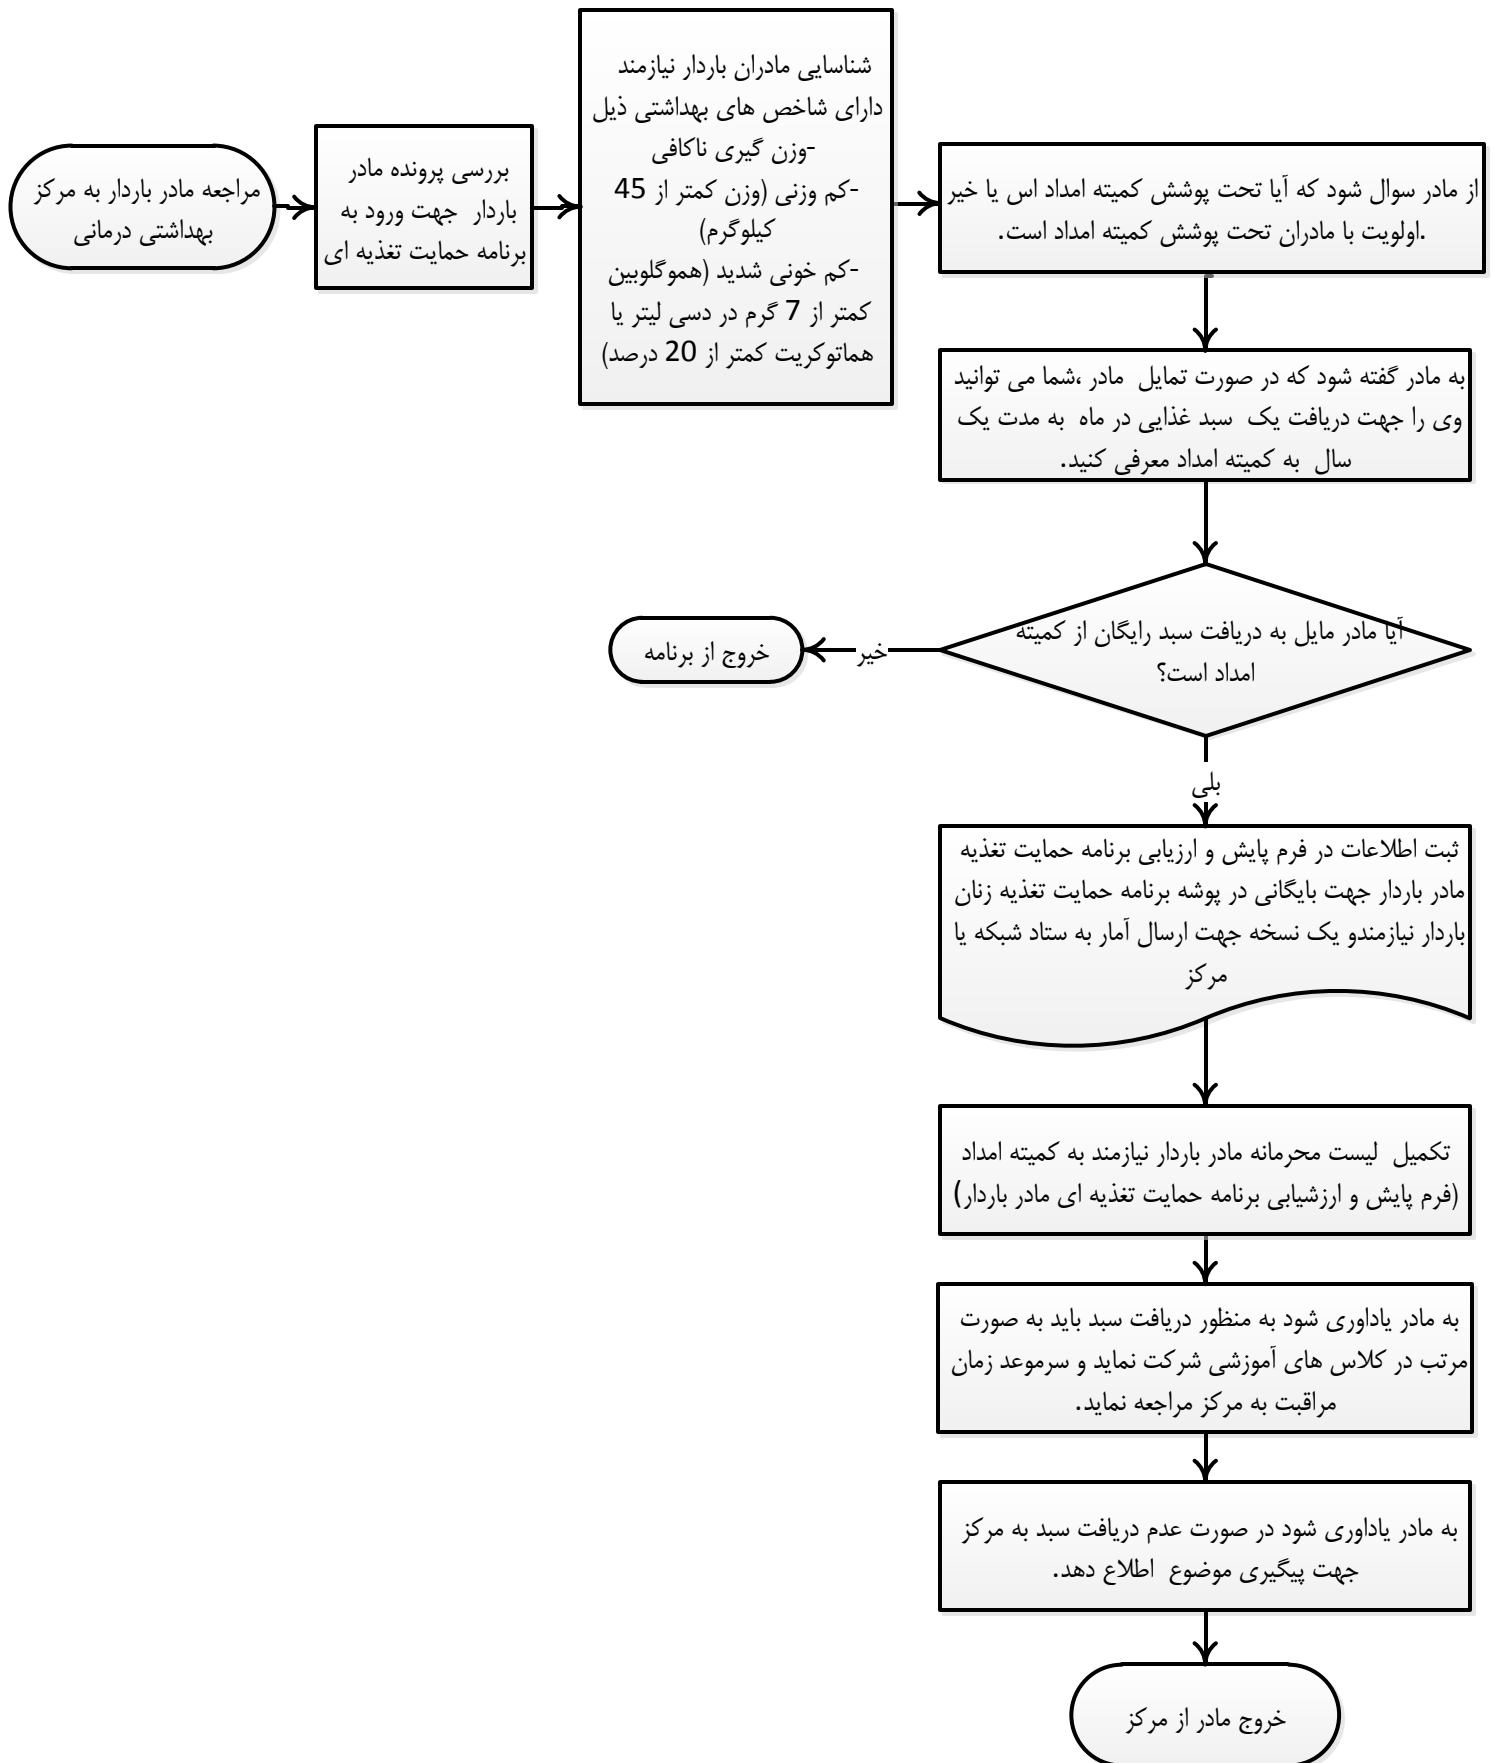 مراجعه مادر باردار به مرکز
بهداشتی درمانی
بررسی پرونده مادر
باردار جهت ورود به
برنامه حمایت تغذیه ای
شناسایی مادران باردار نیازمند
دارای شاخص های بهداشتی ذیل
-وزن گیری ناکافی
-کم وزنی (وزن کمتر از 45
کیلوگرم)
-کم خونی شدید (هموگلوبین
کمتر از 7 گرم در دسی لیتر یا
هماتوکریت کمتر از 20 درصد)
از مادر سوال شود که آیا تحت پوشش کمیته امداد اس یا خیر
.اولویت با مادران تحت پوشش کمیته امداد است.
به مادر گفته شود که در صورت تمایل مادر ،شما می توانید
وی را جهت دریافت یک سبد غذایی در ماه به مدت یک
سال به کمیته امداد معرفی کنید.
آیا مادر مایل به دریافت سبد رایگان از کمیته
امداد است؟
خیر
خروج از برنامه
بلی
ثبت اطلاعات در فرم پایش و ارزیابی برنامه حمایت تغذیه
مادر باردار جهت بایگانی در پوشه برنامه حمایت تغذیه زنان
باردار نیازمندو یک نسخه جهت ارسال آمار به ستاد شبکه یا
مرکز
تکمیل لیست محرمانه مادر باردار نیازمند به کمیته امداد
(فرم پایش و ارزشیابی برنامه حمایت تغذیه ای مادر باردار)
به مادر یاداوری شود به منظور دریافت سبد باید به صورت
مرتب در کلاس های آموزشی شرکت نماید و سرموعد زمان
مراقبت به مرکز مراجعه نماید.
به مادر یاداوری شود در صورت عدم دریافت سبد به مرکز
جهت پیگیری موضوع اطلاع دهد.
خروج مادر از مرکز